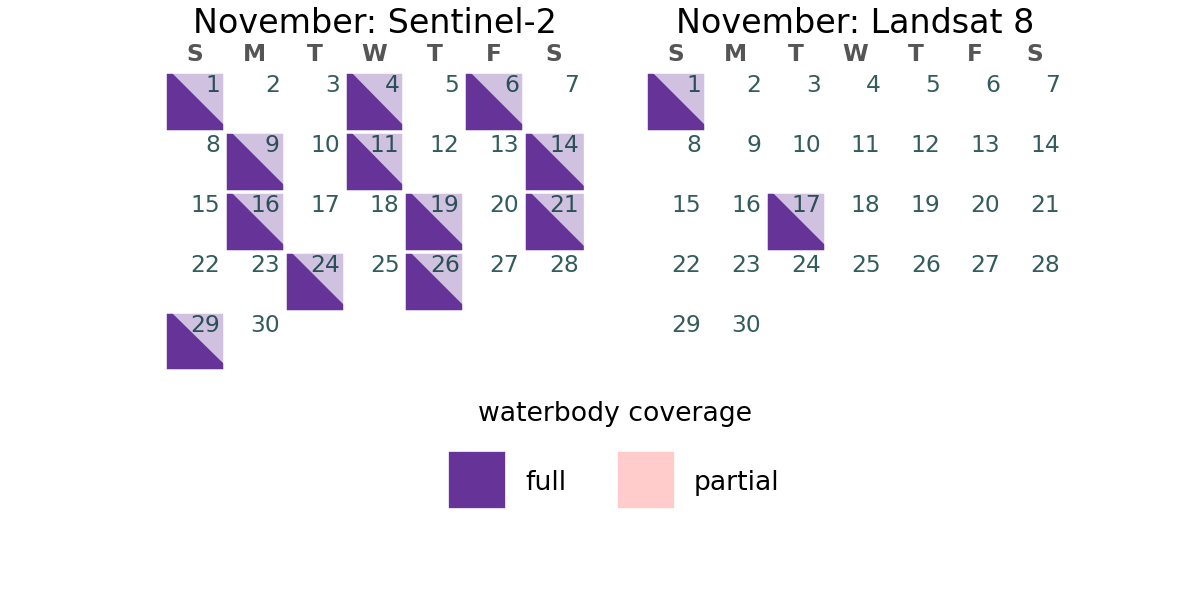 November: Sentinel-2
S M T W T F S
1 2 3 4 5 6 7
8 9 10 11 12 13 14
15 16 17 18 19 20 21
22 23 24 25 26 27 28
29 30
November: Landsat 8
S M T W T F S
1 2 3 4 5 6 7
8 9 10 11 12 13 14
15 16 17 18 19 20 21
22 23 24 25 26 27 28
29 30
waterbody coverage
full
partial